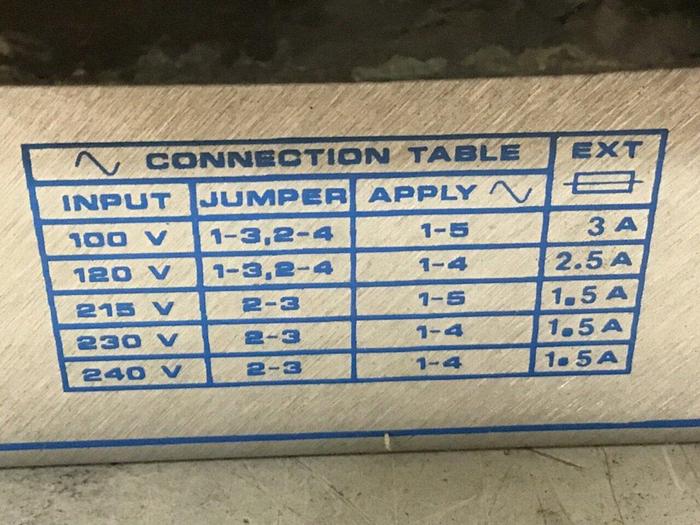 CONNECTION TABLE EXT
INPUT JUMPER APPLY
100 V 1-3,2-4 1-5 3 A
120 V 1-3,2-4 1-4 2.5 A
215 V 2-3 1-5 1.5 A
230 V 2-3 1-4 1.5 A
240 V 2-3 1-4 1.5 A